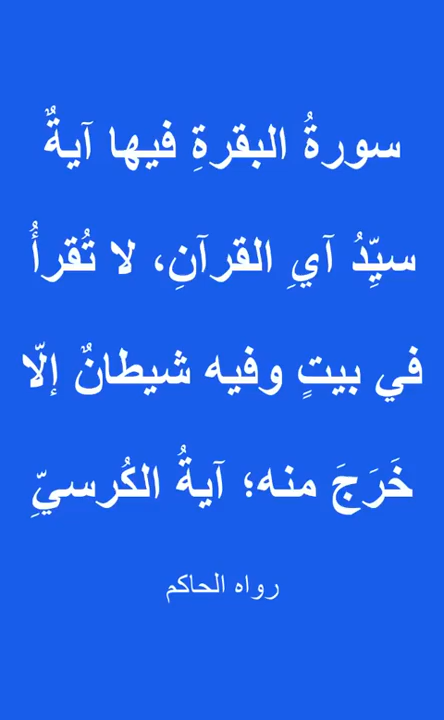 سورةُ البقرةِ فيها آيةٌ
سيِّدُ آيِ القرآنِ، لا تُقرأُ
في بيتٍ وفيه شيطانٌ إلّا
خَرَجَ منه؛ آيةُ الكُرسيِّ
رواه الحاكم